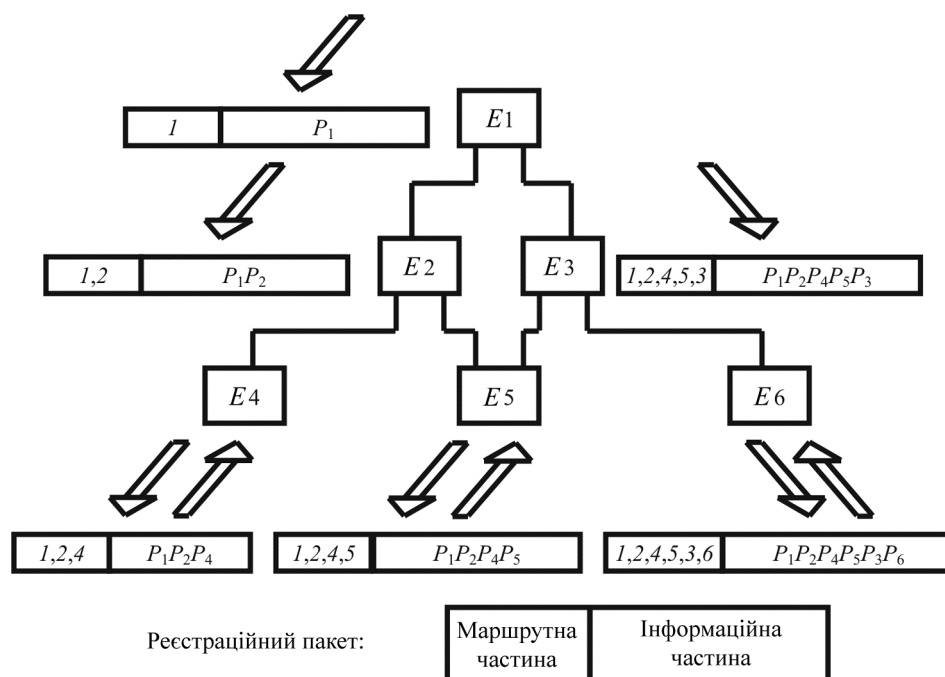 1 P₁ E1
1,2 P₁P₂ E2 E3 1,2,4,5,3 P₁P₂P₄P₅P₃
E4 E5 E6
1,2,4 P₁P₂P₄ 1,2,4,5 P₁P₂P₄P₅ 1,2,4,5,3,6 P₁P₂P₄P₅P₃P₆
Реєстраційний пакет: Маршрутна Інформаційна
частина частина